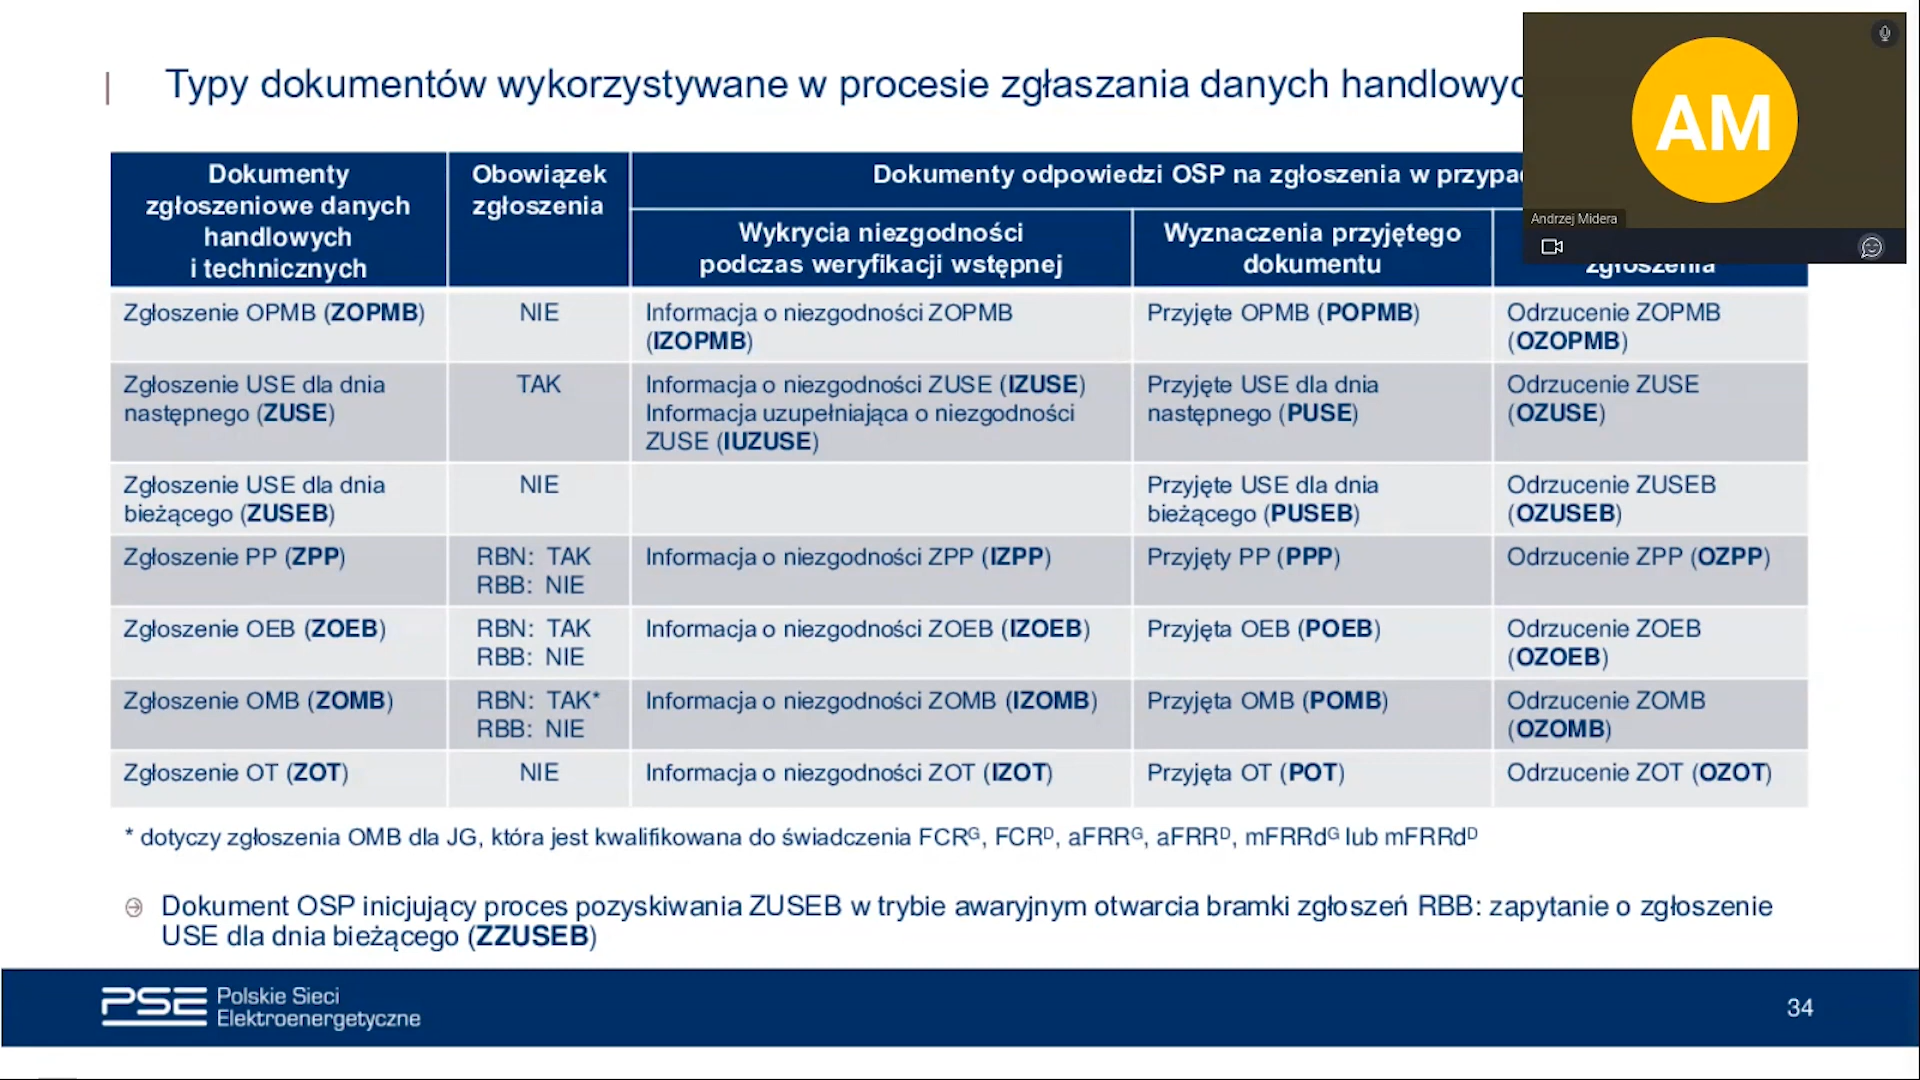 Typy dokumentów wykorzystywane w procesie zgłaszania danych handlowyc
AM
Andrzej Midera
Dokumenty
zgłoszeniowe danych
handlowych
i technicznych
Obowiązek
zgłoszenia
Dokumenty odpowiedzi OSP na zgłoszenia w przypa
Wykrycia niezgodności
podczas weryfikacji wstępnej
Wyznaczenia przyjętego
dokumentu
zgłoszenia
Zgłoszenie OPMB (ZOPMB)
NIE
Informacja o niezgodności ZOPMB
(IZOPMB)
Przyjęte OPMB (POPMB)
Odrzucenie ZOPMB
(OZOPMB)
Zgłoszenie USE dla dnia
następnego (ZUSE)
TAK
Informacja o niezgodności ZUSE (IZUSE)
Informacja uzupełniająca o niezgodności
ZUSE (IUZUSE)
Przyjęte USE dla dnia
następnego (PUSE)
Odrzucenie ZUSE
(OZUSE)
Zgłoszenie USE dla dnia
bieżącego (ZUSEB)
NIE
Przyjęte USE dla dnia
bieżącego (PUSEB)
Odrzucenie ZUSEB
(OZUSEB)
Zgłoszenie PP (ZPP)
RBN: TAK
RBB: NIE
Informacja o niezgodności ZPP (IZPP)
Przyjęty PP (PPP)
Odrzucenie ZPP (OZPP)
Zgłoszenie OEB (ZOEB)
RBN: TAK
RBB: NIE
Informacja o niezgodności ZOEB (IZOEB)
Przyjęta OEB (POEB)
Odrzucenie ZOEB
(OZOEB)
Zgłoszenie OMB (ZOMB)
RBN: TAK*
RBB: NIE
Informacja o niezgodności ZOMB (IZOMB)
Przyjęta OMB (POMB)
Odrzucenie ZOMB
(OZOMB)
Zgłoszenie OT (ZOT)
NIE
Informacja o niezgodności ZOT (IZOT)
Przyjęta OT (POT)
Odrzucenie ZOT (OZOT)
* dotyczy zgłoszenia OMB dla JG, która jest kwalifikowana do świadczenia FCRᴳ, FCRᴰ, aFRRᴳ, aFRRᴰ, mFRRdᴳ lub mFRRdᴰ
Dokument OSP inicjujący proces pozyskiwania ZUSEB w trybie awaryjnym otwarcia bramki zgłoszeń RBB: zapytanie o zgłoszenie
USE dla dnia bieżącego (ZZUSEB)
PSE Polskie Sieci
Elektroenergetyczne
34